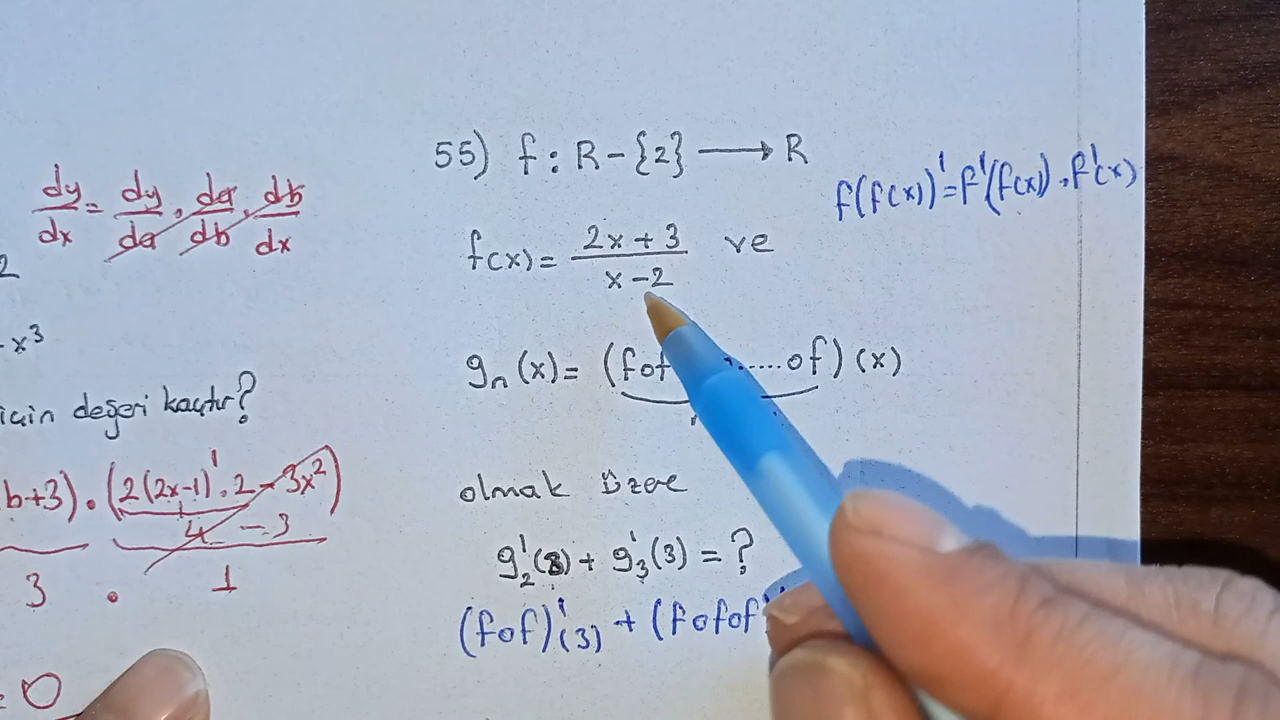 dy/dx = dy/da . da/db . db/dx
2
- x³
için değeri kaçtır?
b+3) . (2(2x-1)' . 2 - 3x²)
4 - 3
3 . 1
= 0
55) f : R - {2} ⟶ R
f(f(x))' = f'(f(x)) . f'(x)
f(x) = 2x + 3 / x - 2 ve
gₙ(x) = (fof ......of) (x)
olmak üzere
g₂'(3) + g₃'(3) = ?
(fof)'(3) + (fofof)'